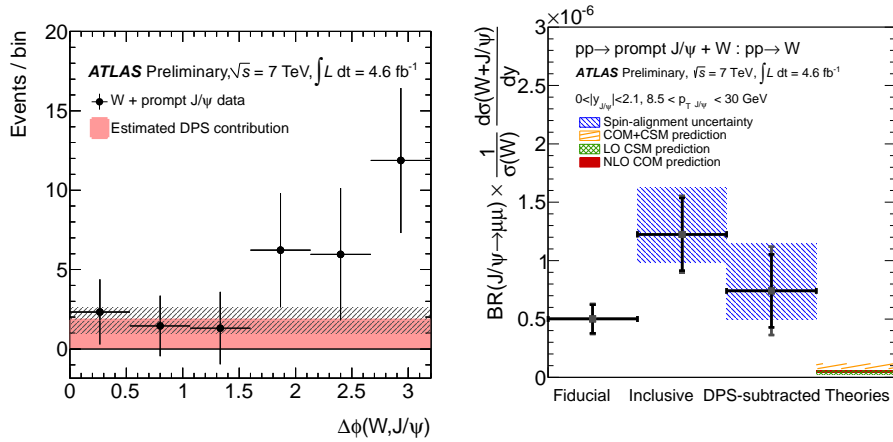 Events / bin
20
15
10
5
0
ATLAS Preliminary,√s = 7 TeV,∫L dt = 4.6 fb⁻¹
W + prompt J/ψ data
Estimated DPS contribution
0 0.5 1 1.5 2 2.5 3
Δϕ(W,J/ψ)
BR(J/ψ→μμ) × 1/σ(W) dσ(W+J/ψ)/dy
×10⁻⁶
3
2.5
2
1.5
1
0.5
0
pp→ prompt J/ψ + W : pp→ W
ATLAS Preliminary, √s = 7 TeV, ∫L dt = 4.6 fb⁻¹
0<|y_J/ψ|<2.1, 8.5 < p_T J/ψ < 30 GeV
Spin-alignment uncertainty
COM+CSM prediction
LO CSM prediction
NLO COM prediction
Fiducial Inclusive DPS-subtracted Theories